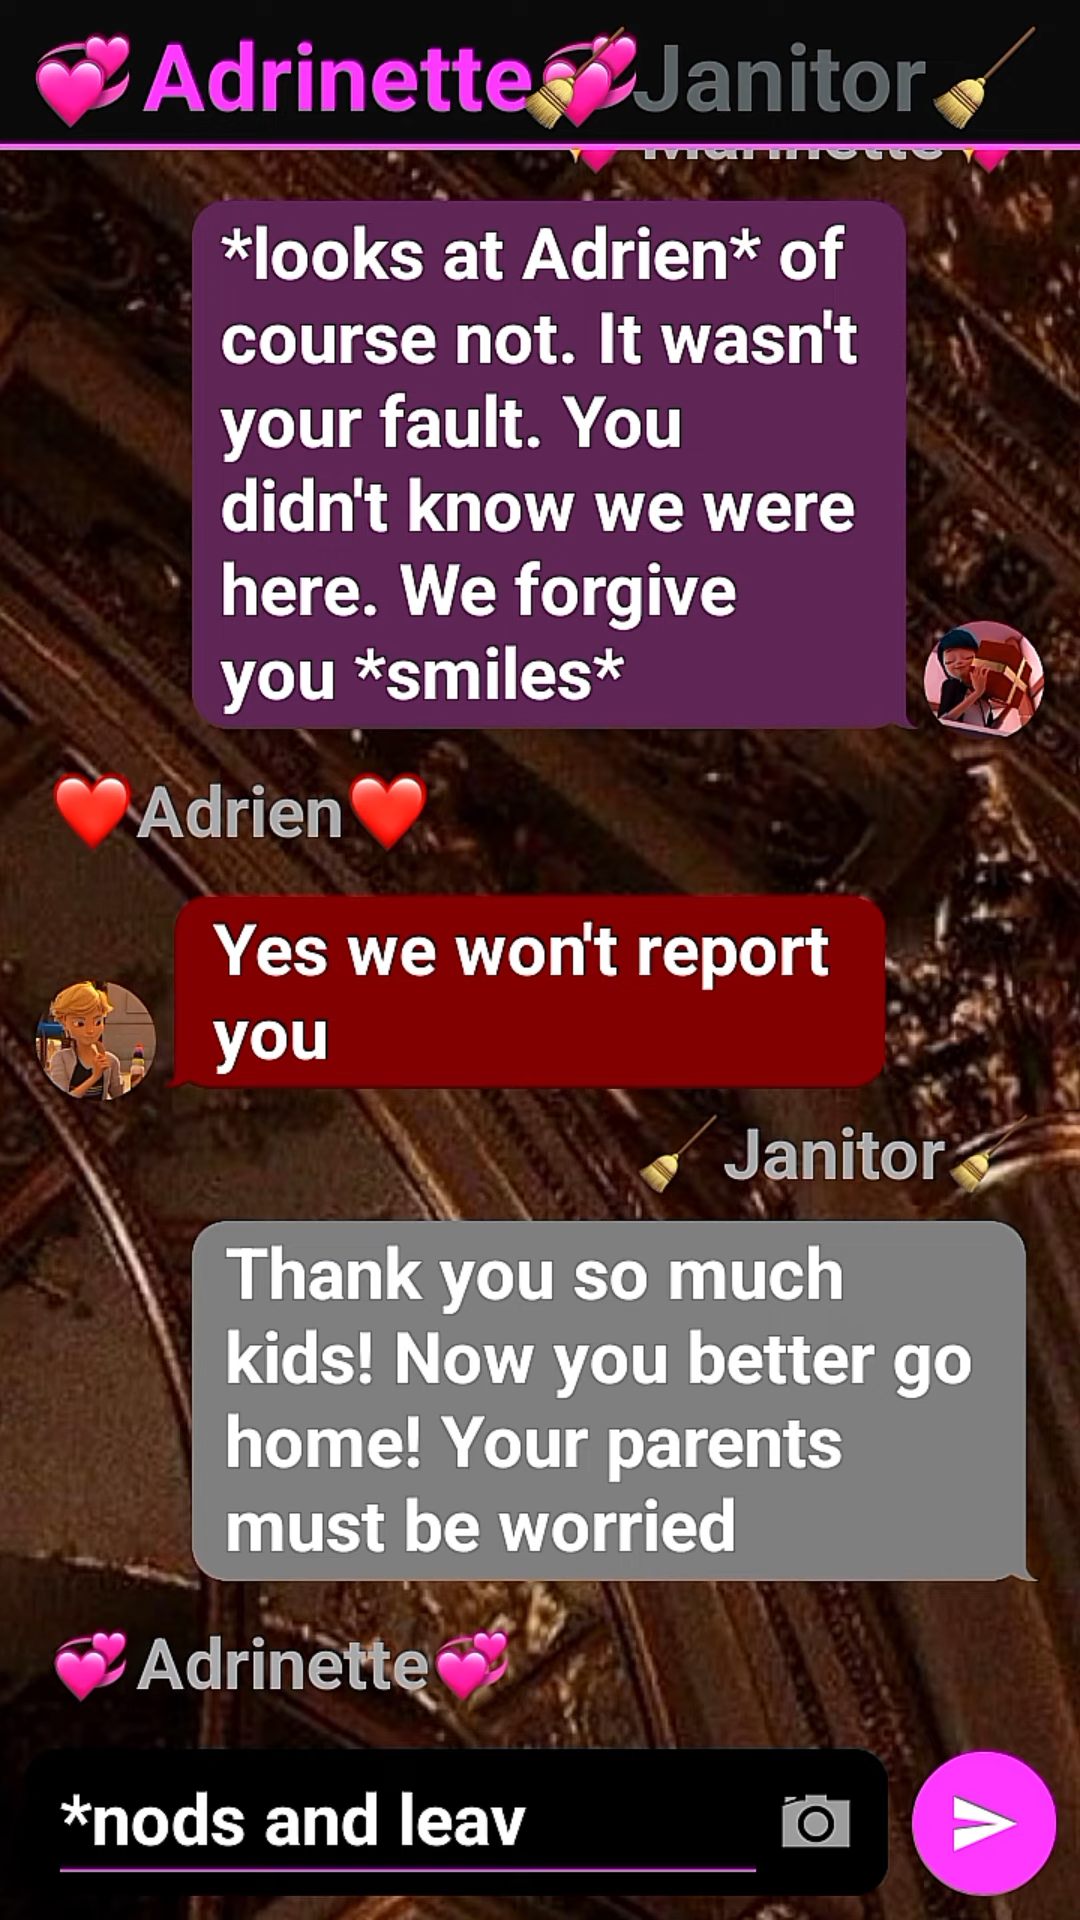 💞Adrinette💞🧹Janitor🧹
Marinette
*looks at Adrien* of
course not. It wasn't
your fault. You
didn't know we were
here. We forgive
you *smiles*
❤️Adrien❤️
Yes we won't report
you
🧹Janitor🧹
Thank you so much
kids! Now you better go
home! Your parents
must be worried
💞Adrinette💞
*nods and leav